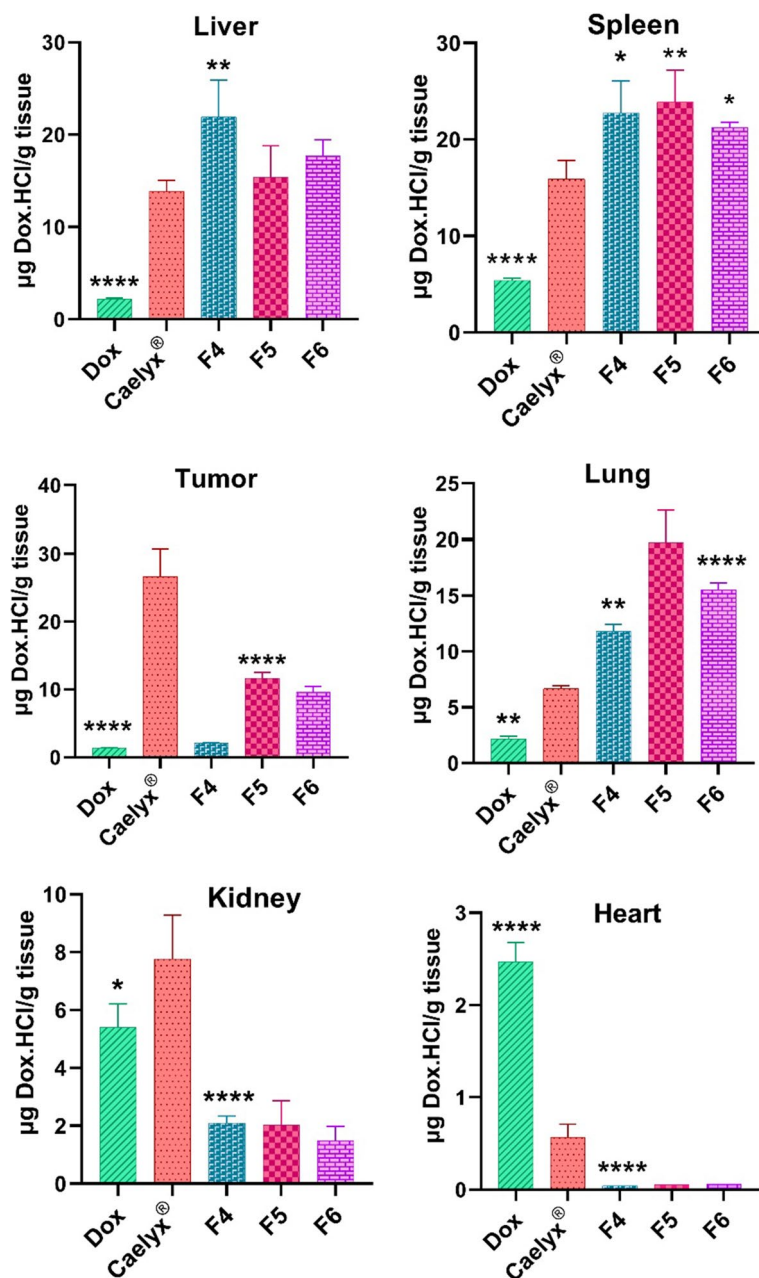 Liver
µg Dox.HCl/g tissue
30
20
10
0
****
**
Dox
Caelyx®
F4
F5
F6
Spleen
µg Dox.HCl/g tissue
30
20
10
0
****
*
**
*
Dox
Caelyx®
F4
F5
F6
Tumor
µg Dox.HCl/g tissue
40
30
20
10
0
****
****
Dox
Caelyx®
F4
F5
F6
Lung
µg Dox.HCl/g tissue
25
20
15
10
5
0
**
**
****
Dox
Caelyx®
F4
F5
F6
Kidney
µg Dox.HCl/g tissue
10
8
6
4
2
0
*
****
Dox
Caelyx®
F4
F5
F6
Heart
µg Dox.HCl/g tissue
3
2
1
0
****
****
Dox
Caelyx®
F4
F5
F6